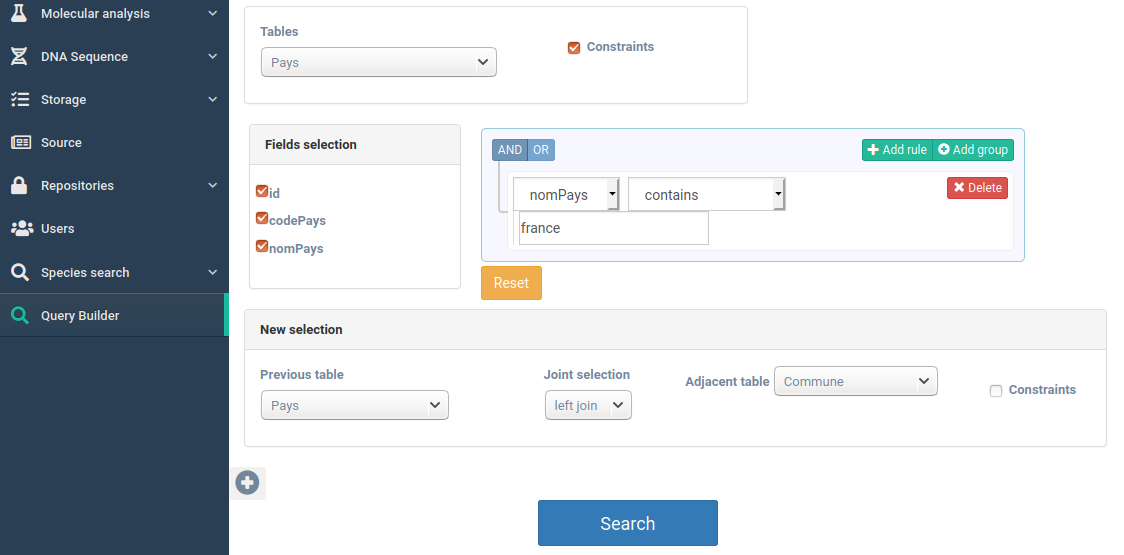 Molecular analysis
DNA Sequence
Storage
Source
Repositories
Users
Species search
Query Builder
Tables
Pays
Constraints
Fields selection
id
codePays
nomPays
AND OR
Add rule Add group
nomPays contains
Delete
france
Reset
New selection
Previous table
Pays
Joint selection
left join
Adjacent table Commune
Constraints
Search